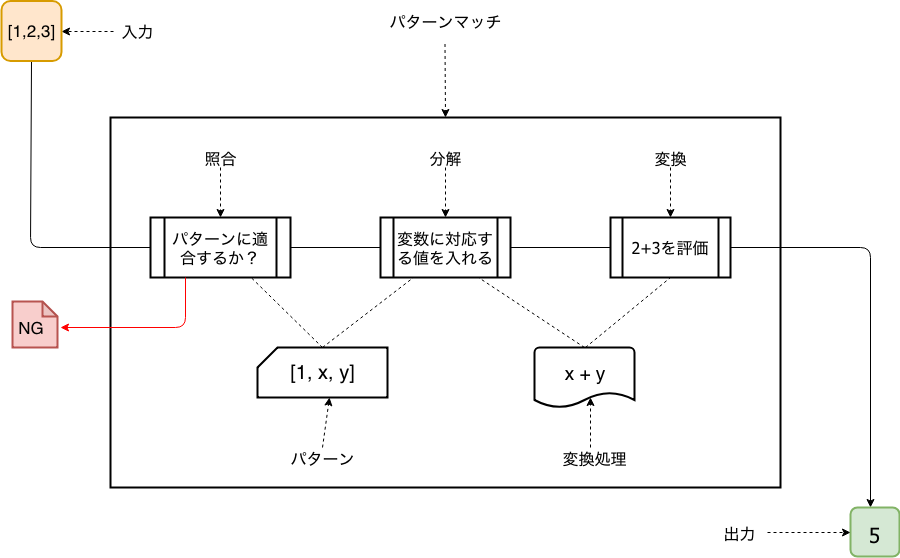 [1,2,3]
入力
パターンマッチ
照合
分解
変換
パターンに適
合するか？
変数に対応す
る値を入れる
2+3を評価
NG
[1, x, y]
x + y
パターン
変換処理
出力
5